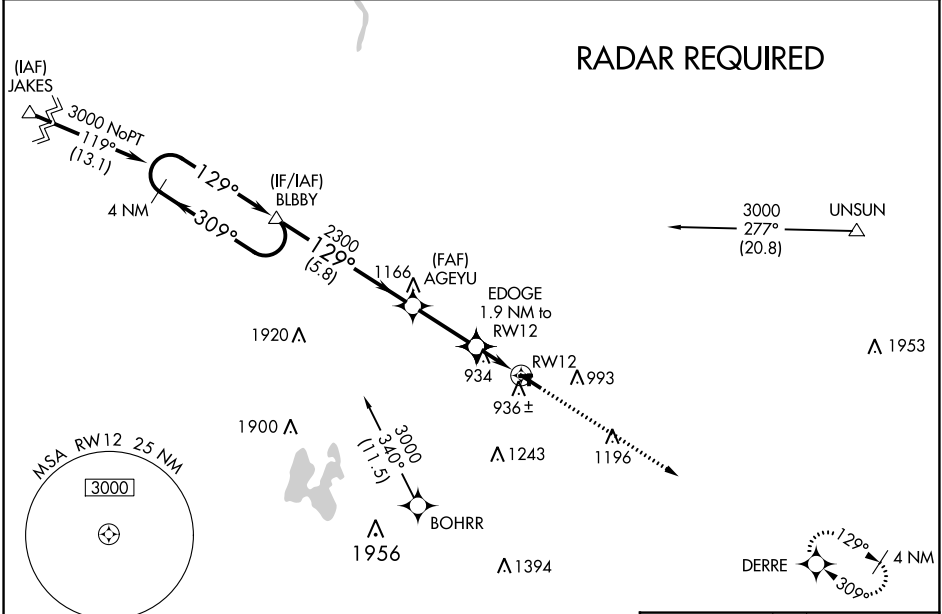 RADAR REQUIRED
(IAF)
JAKES
3000 NoPT
119°
(13.1)
129°
309°
4 NM
(IF/IAF)
BLBBY
2300
129°
(5.8)
1166
(FAF)
AGEYU
EDOGE
1.9 NM to
RW12
3000
277°
(20.8)
UNSUN
1920
934
RW12
993
936 ±
1953
1900
3000
340°
(11.5)
1243
1196
BOHRR
1956
1394
MSA RW12 25 NM
3000
DERRE
129°
309°
4 NM